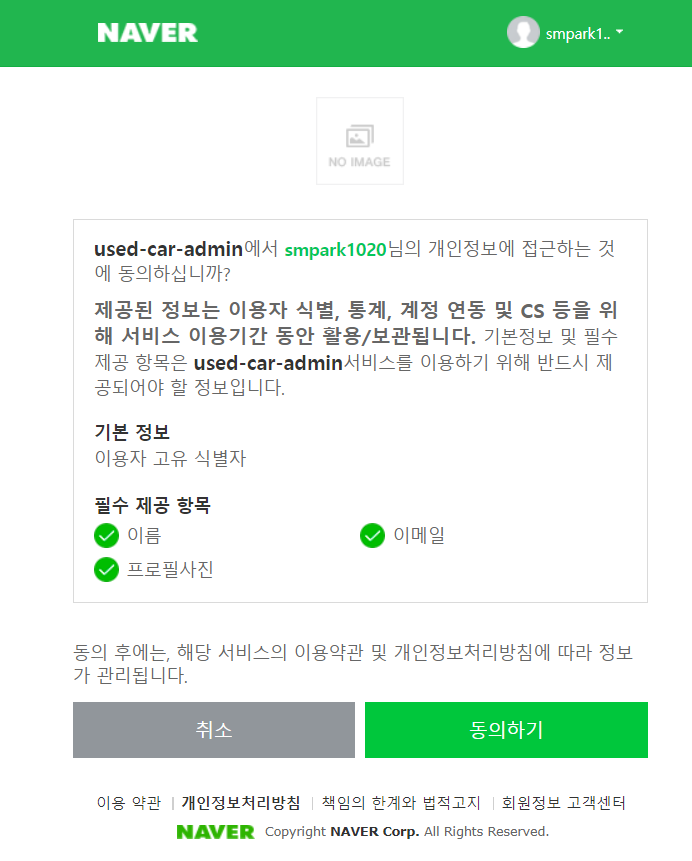 NAVER
smpark1..
NO IMAGE
used-car-admin에서 smpark1020님의 개인정보에 접근하는 것
에 동의하십니까?
제공된 정보는 이용자 식별, 통계, 계정 연동 및 CS 등을 위
해 서비스 이용기간 동안 활용/보관됩니다. 기본정보 및 필수
제공 항목은 used-car-admin서비스를 이용하기 위해 반드시 제
공되어야 할 정보입니다.
기본 정보
이용자 고유 식별자
필수 제공 항목
이름 이메일
프로필사진
동의 후에는, 해당 서비스의 이용약관 및 개인정보처리방침에 따라 정보
가 관리됩니다.
취소 동의하기
이용 약관 | 개인정보처리방침 | 책임의 한계와 법적고지 | 회원정보 고객센터
NAVER Copyright NAVER Corp. All Rights Reserved.